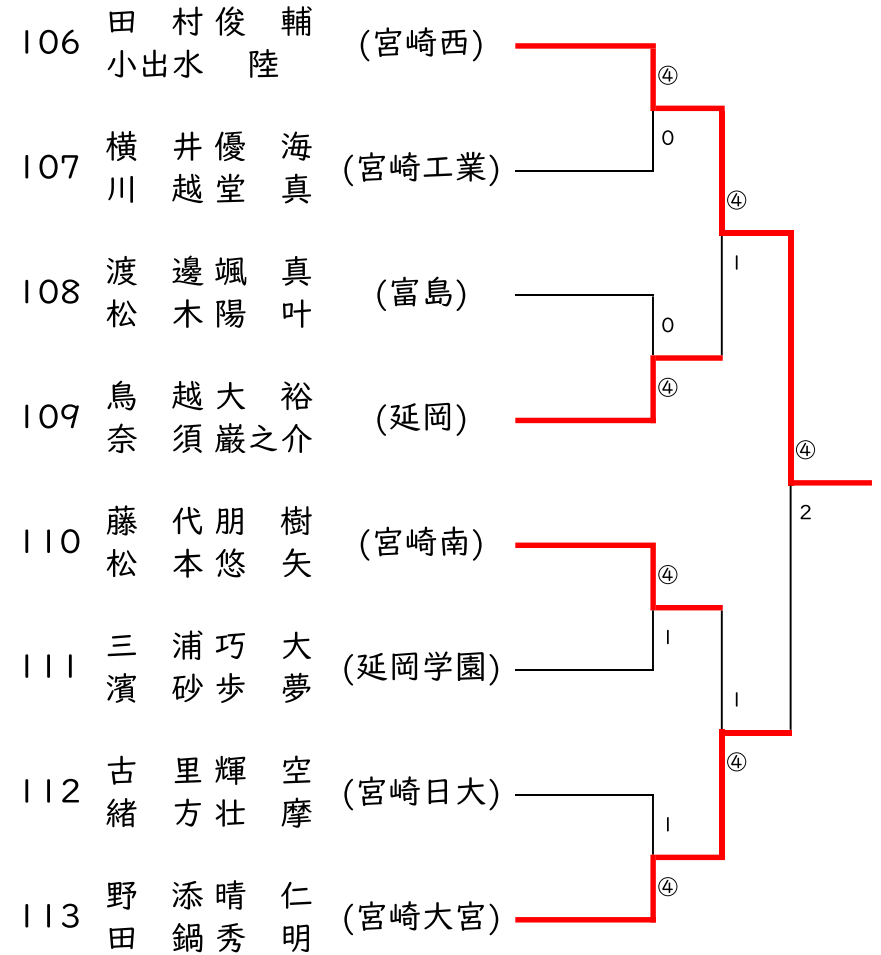 田 村 俊 輔
106 (宮崎西)
小出水 陸
④
0
横 井 優 海
107 (宮崎工業)
川 越 堂 真
④
1
渡 邊 颯 真
108 (富島)
松 木 陽 叶
0
④
鳥 越 大 裕
109 (延岡)
奈 須 巌之介
④
2
藤 代 朋 樹
110 (宮崎南)
松 本 悠 矢
④
1
三 浦 巧 大
111 (延岡学園)
濱 砂 歩 夢
1
④
古 里 輝 空
112 (宮崎日大)
緒 方 壮 摩
1
④
野 添 晴 仁
113 (宮崎大宮)
田 鍋 秀 明